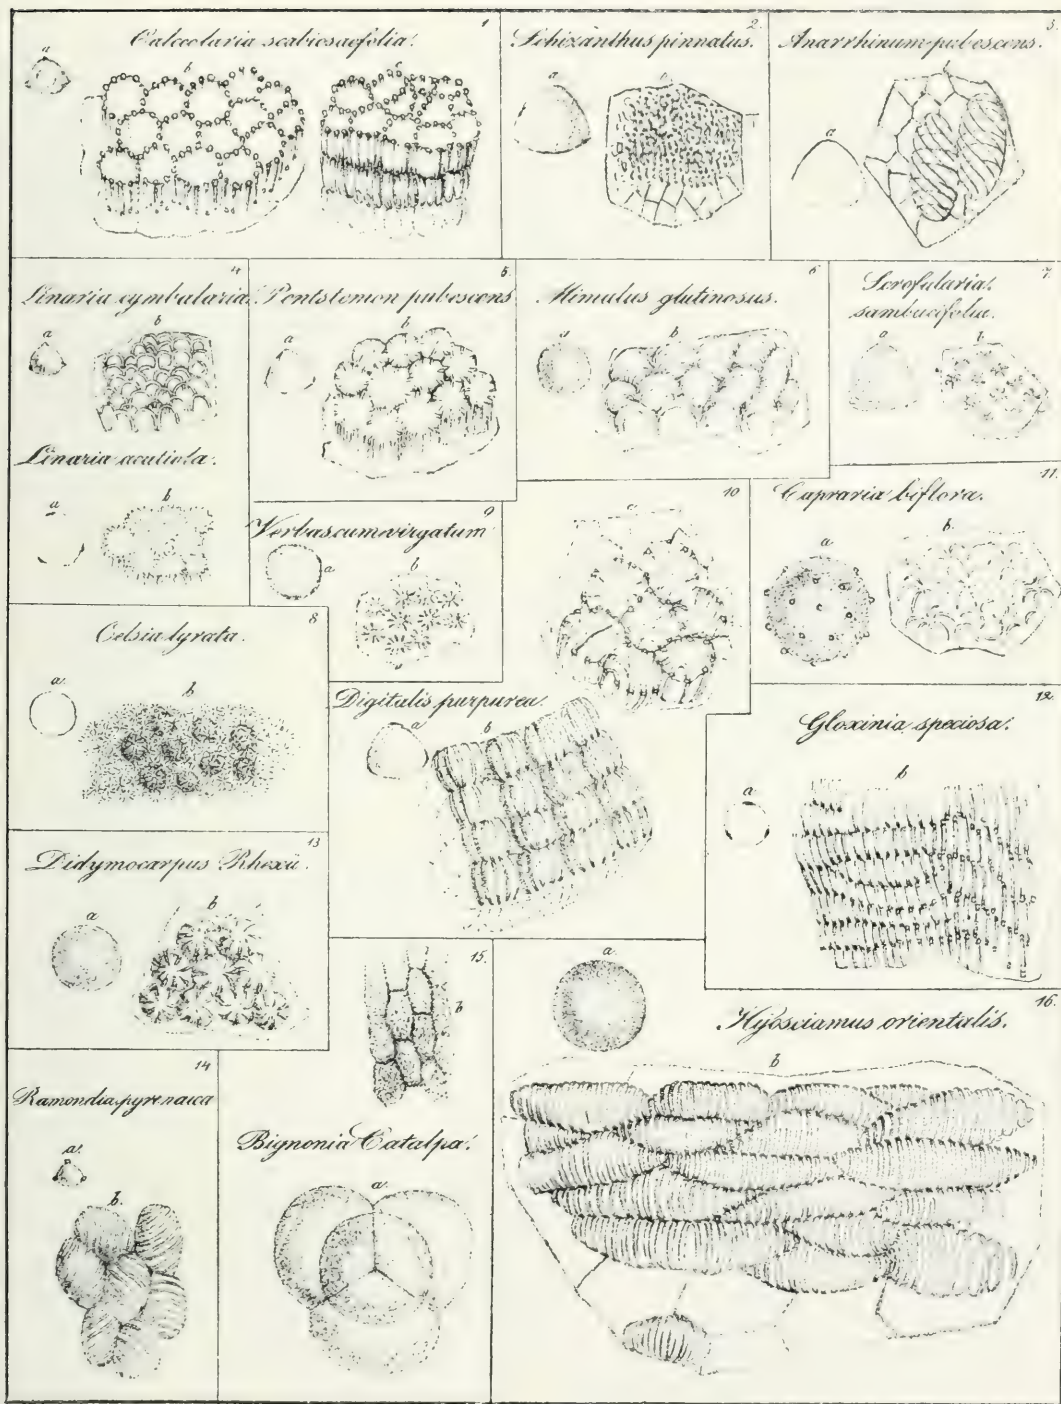 1
Calceolaria scabiosaefolia.
a
b
c
2.
Schizanthus pinnatus.
a
b
3.
Anarrhinum pubescens.
a
b
4
Linaria cymbalaria
a
b
Linaria acutiola.
a
b
5.
Pentstemon pubescens
a
b
6
Mimulus glutinosus.
a
b
7.
Scrofularia
sambucifolia.
a
b
8
Celsia lyrata.
a
b
9
Verbascum virgatum
a
b
10
Digitalis purpurea.
a
b
c
11.
Capraria biflora.
a
b
12.
Gloxinia speciosa.
a
b
13
Didymocarpus Rhexii.
a
b
14
Ramondia pyrenaica
a
b
15.
b
Bignonia Catalpa.
a
16.
Hyosciamus orientalis.
a
b